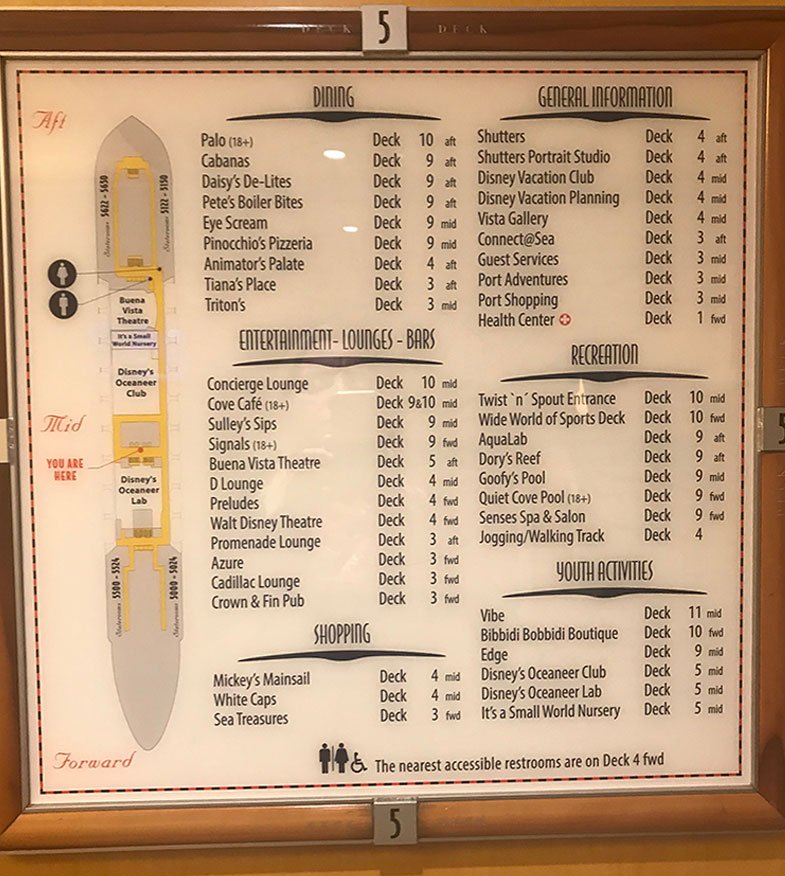 5
DECK DECK
Aft
5622 - 5650
Staterooms
5122 - 5150
Staterooms
Buena
Vista
Theatre
It's a Small
World Nursery
Disney's
Oceaneer
Club
Mid
YOU ARE
HERE
Disney's
Oceaneer
Lab
5500 - 5524
Staterooms
5000 - 5024
Staterooms
Forward
DINING
Palo (18+) Deck 10 aft
Cabanas Deck 9 aft
Daisy's De-Lites Deck 9 aft
Pete's Boiler Bites Deck 9 aft
Eye Scream Deck 9 mid
Pinocchio's Pizzeria Deck 9 mid
Animator's Palate Deck 4 aft
Tiana's Place Deck 3 aft
Triton's Deck 3 mid
ENTERTAINMENT- LOUNGES - BARS
Concierge Lounge Deck 10 mid
Cove Café (18+) Deck 9&10 mid
Sulley's Sips Deck 9 mid
Signals (18+) Deck 9 fwd
Buena Vista Theatre Deck 5 aft
D Lounge Deck 4 mid
Preludes Deck 4 fwd
Walt Disney Theatre Deck 4 fwd
Promenade Lounge Deck 3 aft
Azure Deck 3 fwd
Cadillac Lounge Deck 3 fwd
Crown & Fin Pub Deck 3 fwd
SHOPPING
Mickey's Mainsail Deck 4 mid
White Caps Deck 4 mid
Sea Treasures Deck 3 fwd
GENERAL INFORMATION
Shutters Deck 4 aft
Shutters Portrait Studio Deck 4 aft
Disney Vacation Club Deck 4 mid
Disney Vacation Planning Deck 4 mid
Vista Gallery Deck 4 mid
Connect@Sea Deck 3 aft
Guest Services Deck 3 mid
Port Adventures Deck 3 mid
Port Shopping Deck 3 mid
Health Center Deck 1 fwd
RECREATION
Twist `n´ Spout Entrance Deck 10 mid
Wide World of Sports Deck Deck 10 fwd
AquaLab Deck 9 aft
Dory's Reef Deck 9 aft
Goofy's Pool Deck 9 mid
Quiet Cove Pool (18+) Deck 9 fwd
Senses Spa & Salon Deck 9 fwd
Jogging/Walking Track Deck 4
YOUTH ACTIVITIES
Vibe Deck 11 mid
Bibbidi Bobbidi Boutique Deck 10 fwd
Edge Deck 9 mid
Disney's Oceaneer Club Deck 5 mid
Disney's Oceaneer Lab Deck 5 mid
It's a Small World Nursery Deck 5 mid
The nearest accessible restrooms are on Deck 4 fwd
5
5